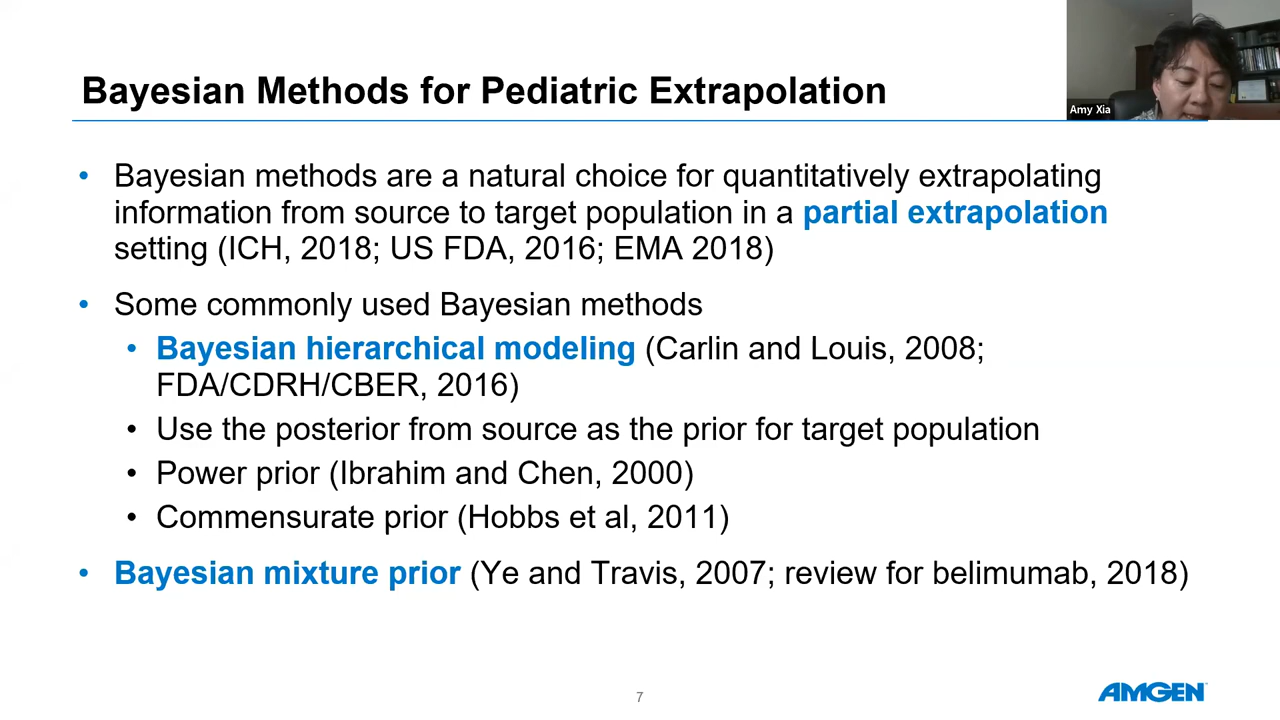 Bayesian Methods for Pediatric Extrapolation
Amy Xia
• Bayesian methods are a natural choice for quantitatively extrapolating
information from source to target population in a partial extrapolation
setting (ICH, 2018; US FDA, 2016; EMA 2018)
• Some commonly used Bayesian methods
• Bayesian hierarchical modeling (Carlin and Louis, 2008;
FDA/CDRH/CBER, 2016)
• Use the posterior from source as the prior for target population
• Power prior (Ibrahim and Chen, 2000)
• Commensurate prior (Hobbs et al, 2011)
• Bayesian mixture prior (Ye and Travis, 2007; review for belimumab, 2018)
7
AMGEN